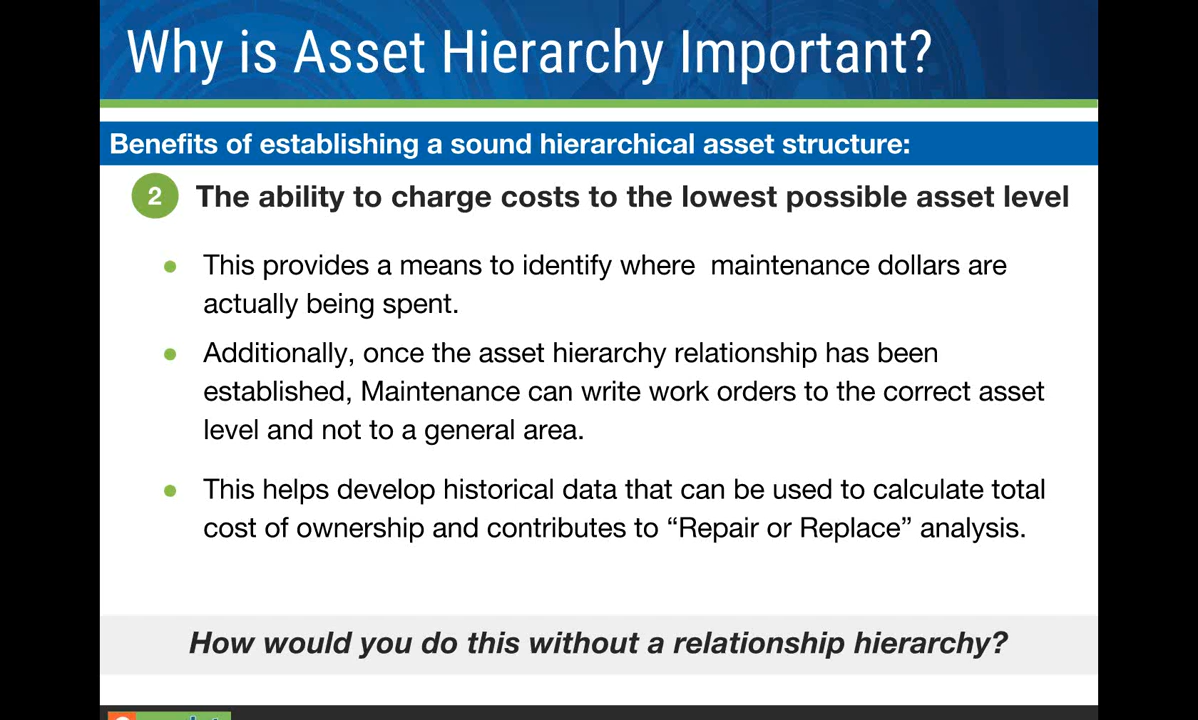 Why is Asset Hierarchy Important?
Benefits of establishing a sound hierarchical asset structure:
2 The ability to charge costs to the lowest possible asset level
This provides a means to identify where  maintenance dollars are
actually being spent.
Additionally, once the asset hierarchy relationship has been
established, Maintenance can write work orders to the correct asset
level and not to a general area.
This helps develop historical data that can be used to calculate total
cost of ownership and contributes to “Repair or Replace” analysis.
How would you do this without a relationship hierarchy?